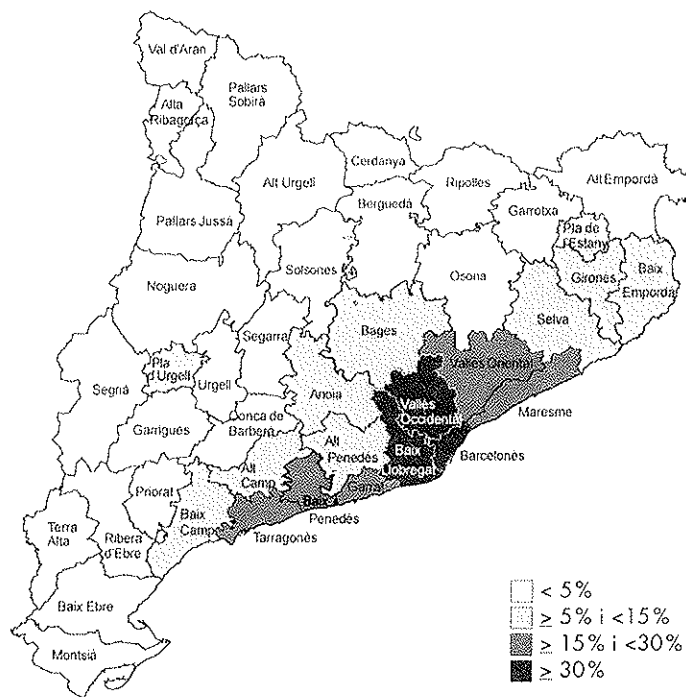 Val d'Aran
Pallars
Sobirà
Alta
Ribagorça
Cerdanya
Alt Urgell
Ripolles
Alt Empordà
Berguedà
Garrotxa
Pallars Jussà
Pla de
l'Estany
Solsones
Osona
Gironès
Baix
Empordà
Noguera
Bages
Selva
Segarra
Vallès Oriental
Pla
d'Urgell
Urgell
Segrià
Anoia
Vallès
Occidental
Maresme
Garrigues
Conca de
Barberà
Alt
Penedès
Baix
Llobregat
Barcelonès
Alt
Camp
Garraf
Priorat
Baix
Penedès
Baix
Camp
Tarragonès
Terra
Alta
Ribera
d'Ebre
Baix Ebre
Montsià
< 5%
≥ 5% i <15%
≥ 15% i <30%
≥ 30%